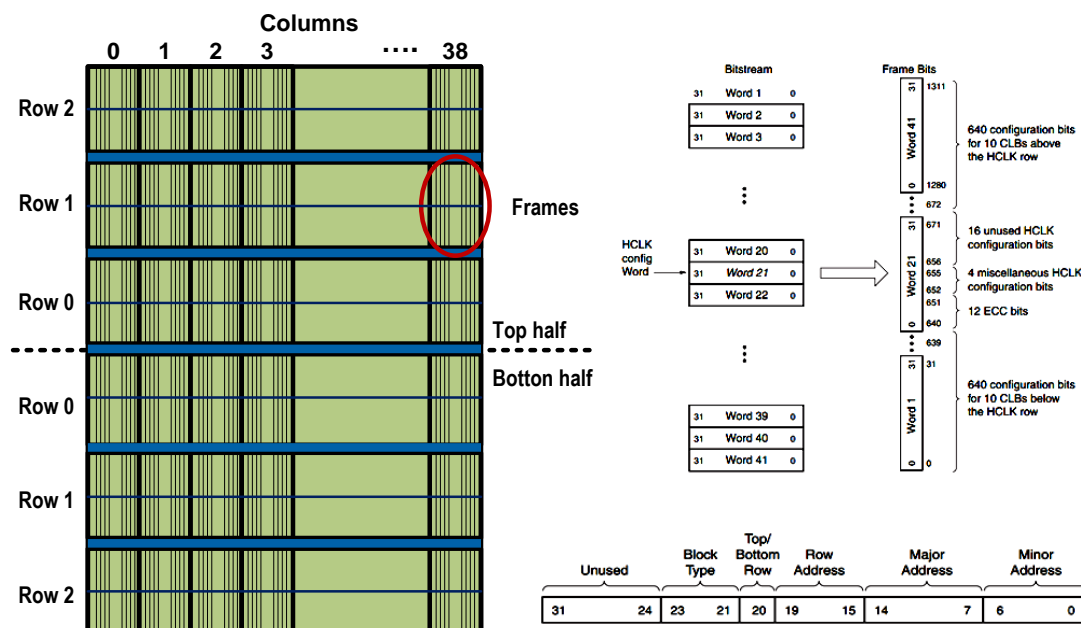 Columns
0 1 2 3 .... 38
Row 2
Row 1
Row 0
Row 0
Row 1
Row 2
Frames
Top half
Botton half
Bitstream
31 Word 1 0
31 Word 2 0
31 Word 3 0
HCLK
config
Word
31 Word 20 0
31 Word 21 0
31 Word 22 0
31 Word 39 0
31 Word 40 0
31 Word 41 0
Frame Bits
31 1311
Word 41
0 1280
672
31 671
Word 21
656
655
652
651
0 640
639
31 31
Word 1
0 0
640 configuration bits
for 10 CLBs above
the HCLK row
16 unused HCLK
configuration bits
4 miscellaneous HCLK
configuration bits
12 ECC bits
640 configuration bits
for 10 CLBs below
the HCLK row
Unused
Block
Type
Top/
Bottom
Row
Row
Address
Major
Address
Minor
Address
31 24 23 21 20 19 15 14 7 6 0